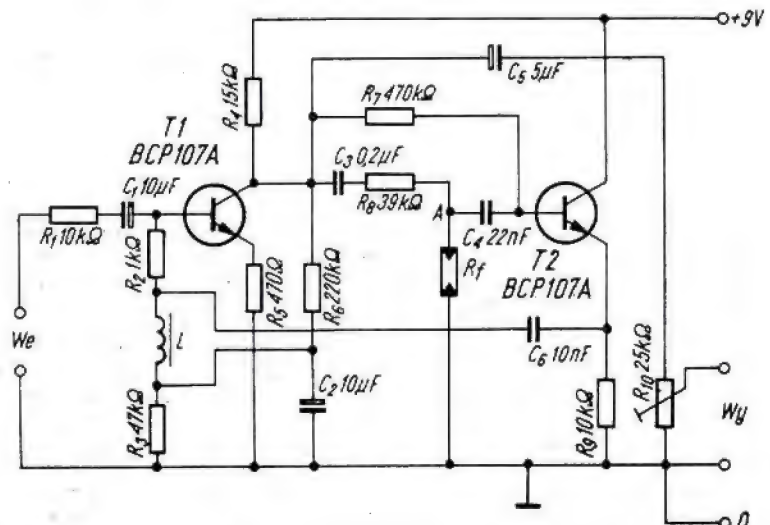 +9V
C5 5µF
R4 15kΩ
R7 470kΩ
T1
BCP107A
C3 0,2µF
C1 10µF
R8 39kΩ
A
R1 10kΩ
C4 22nF
T2
BCP107A
R2 1kΩ
R5 470Ω
R6 220kΩ
Rf
We
L
C6 10nF
R10 25kΩ
C2 10µF
Wy
R3 47kΩ
R9 10kΩ
0